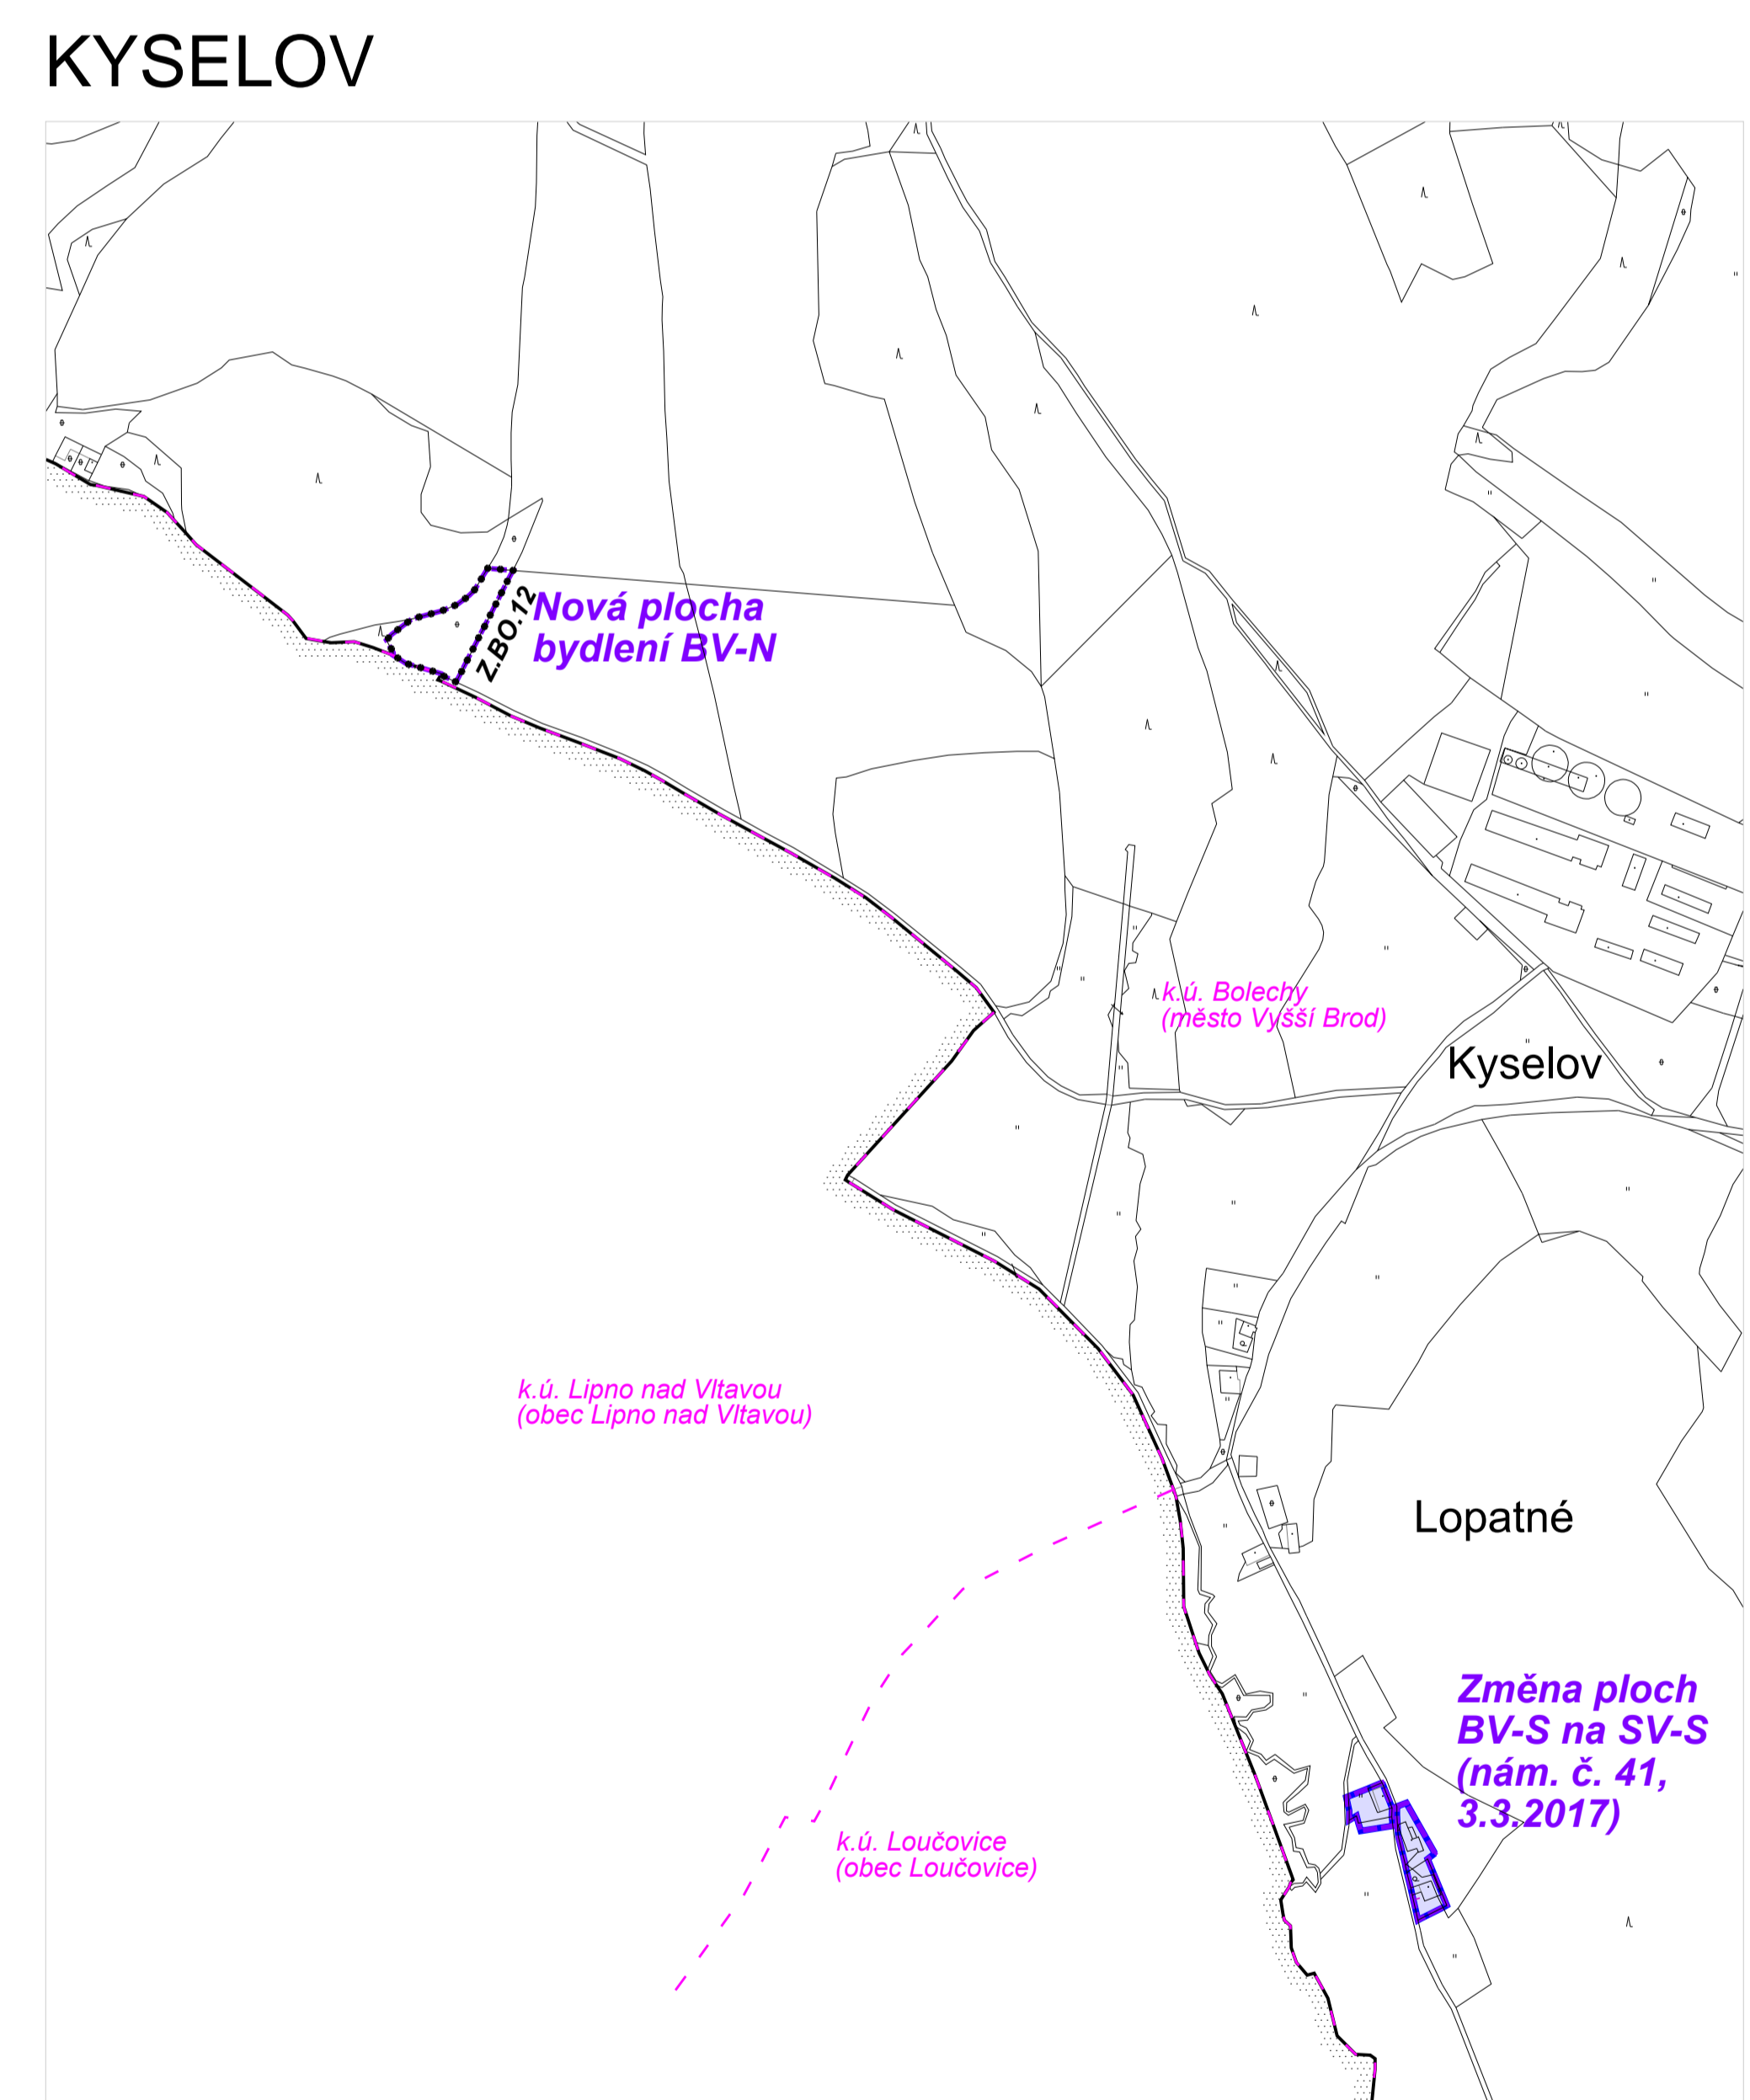 KYSELOV
Nová plocha
bydlení BV-N
Z.BO.12
k.ú. Bolechy
(město Vyšší Brod)
Kyselov
k.ú. Lipno nad Vltavou
(obec Lipno nad Vltavou)
Lopatné
Změna ploch
BV-S na SV-S
(nám. č. 41,
3.3.2017)
k.ú. Loučovice
(obec Loučovice)